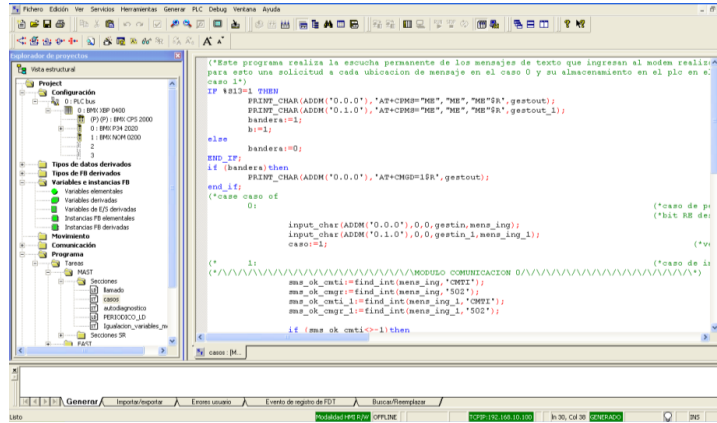 Fichero Edición Ver Servicios Herramientas Generar PLC Debug Ventana Ayuda
Explorador de proyectos
Vista estructural
Project
Configuración
0 : PLC bus
0 : BMX XBP 0400
(P) (P) : BMX CPS 2000
0 : BMX P34 2020
1 : BMX NOM 0200
2
3
Tipos de datos derivados
Tipos de FB derivados
Variables e instancias FB
Variables elementales
Variables derivadas
Variables de E/S derivadas
Instancias FB elementales
Instancias FB derivadas
Movimiento
Comunicación
Programa
Tareas
MAST
Secciones
llamado
casos
autodiagnostico
PERIODICO_LD
Igualacion_variables_m
Secciones SR
FAST
(*Este programa realiza la escucha permanente de los mensajes de texto que ingresan al modem realiz
para esto una solicitud a cada ubicacion de mensaje en el caso 0 y su almacenamiento en el plc en el
caso 1*)
IF %S13=1 THEN
PRINT_CHAR(ADDM('0.0.0'),'AT+CPMS="ME","ME","ME"$R',gestout);
PRINT_CHAR(ADDM('0.1.0'),'AT+CPMS="ME","ME","ME"$R',gestout_1);
bandera:=1;
b:=1;
else
bandera:=0;
END_IF;
if (bandera)then
PRINT_CHAR(ADDM('0.0.0'),'AT+CMGD=1$R',gestout);
end_if;
(*case caso of
0: (*caso de pe
(*bit RE de
input_char(ADDM('0.0.0'),0,0,gestin,mens_ing);
input_char(ADDM('0.1.0'),0,0,gestin_1,mens_ing_1);
caso:=1; (*v
(* 1: (*caso de i
(*/\/\/\/\/\/\/\/\/\/\/\/\/\/\/\MODULO COMUNICACION 0/\/\/\/\/\/\/\/\/\/\/\/\/\/\/\/\*)
sms_ok_cmti:=find_int(mens_ing,'CMTI');
sms_ok_cmgr:=find_int(mens_ing,'502');
sms_ok_cmti_1:=find_int(mens_ing_1,'CMTI');
sms_ok_cmgr_1:=find_int(mens_ing_1,'502');
if (sms_ok_cmti<>-1)then
casos : [M...
Generar Importar/exportar Errores usuario Evento de registro de FDT Buscar/Reemplazar
Listo Modalidad HMI R/W OFFLINE TCPIP:192.168.10.100 ln 30, Col 38 GENERADO INS